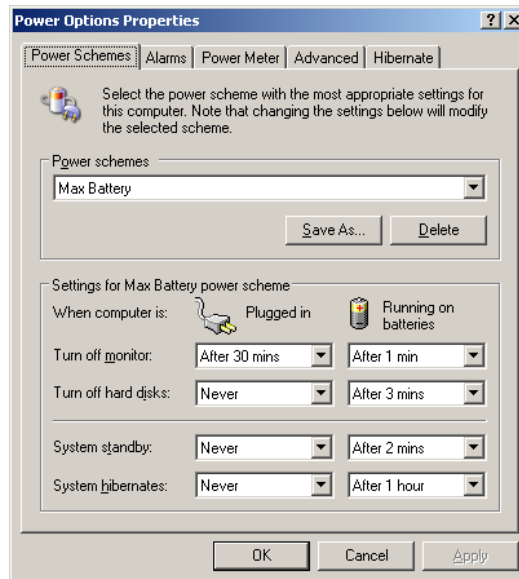 Power Options Properties
Power Schemes Alarms Power Meter Advanced Hibernate
Select the power scheme with the most appropriate settings for
this computer. Note that changing the settings below will modify
the selected scheme.
Power schemes
Max Battery
Save As... Delete
Settings for Max Battery power scheme
When computer is: Plugged in Running on
batteries
Turn off monitor: After 30 mins After 1 min
Turn off hard disks: Never After 3 mins
System standby: Never After 2 mins
System hibernates: Never After 1 hour
OK Cancel Apply